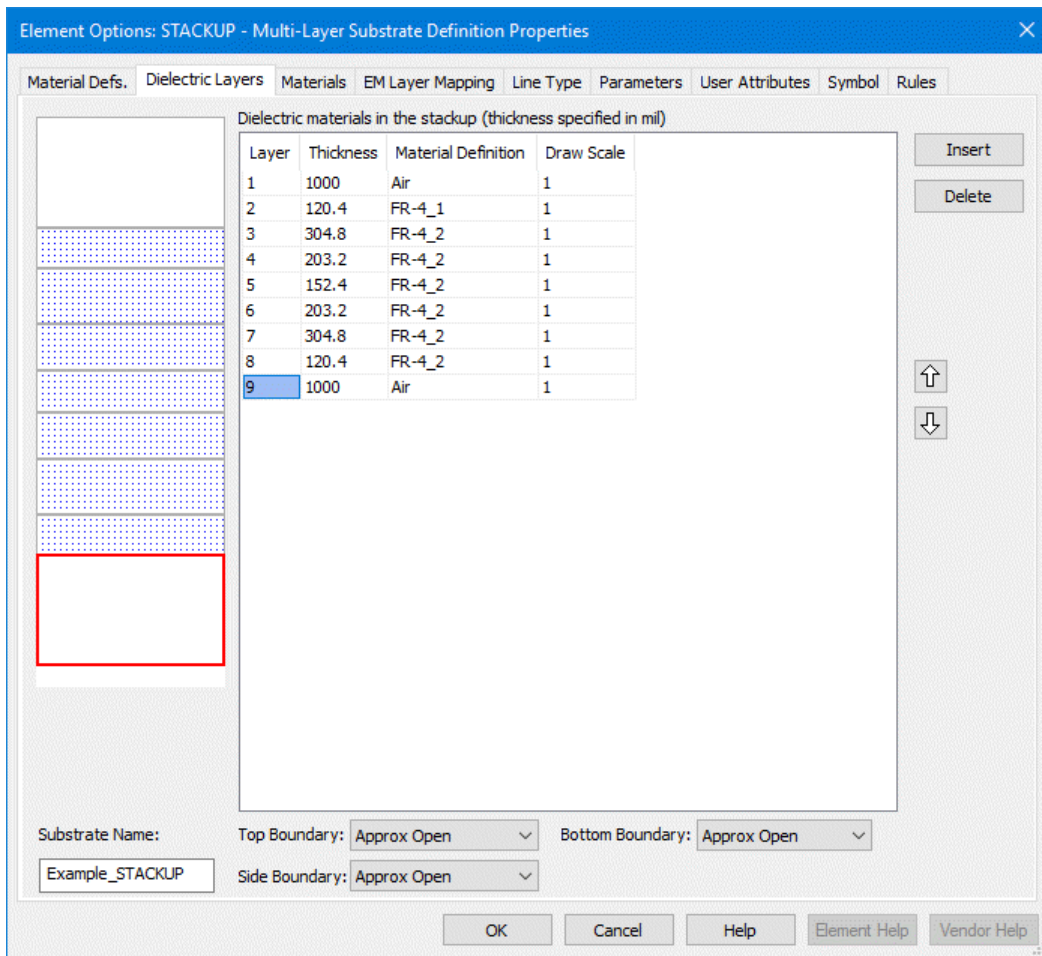 Element Options: STACKUP - Multi-Layer Substrate Definition Properties
Material Defs. Dielectric Layers Materials EM Layer Mapping Line Type Parameters User Attributes Symbol Rules
Dielectric materials in the stackup (thickness specified in mil)
Layer Thickness Material Definition Draw Scale
1 1000 Air 1
2 120.4 FR-4_1 1
3 304.8 FR-4_2 1
4 203.2 FR-4_2 1
5 152.4 FR-4_2 1
6 203.2 FR-4_2 1
7 304.8 FR-4_2 1
8 120.4 FR-4_2 1
9 1000 Air 1
Insert
Delete
Substrate Name: Top Boundary: Approx Open Bottom Boundary: Approx Open
Example_STACKUP Side Boundary: Approx Open
OK Cancel Help Element Help Vendor Help